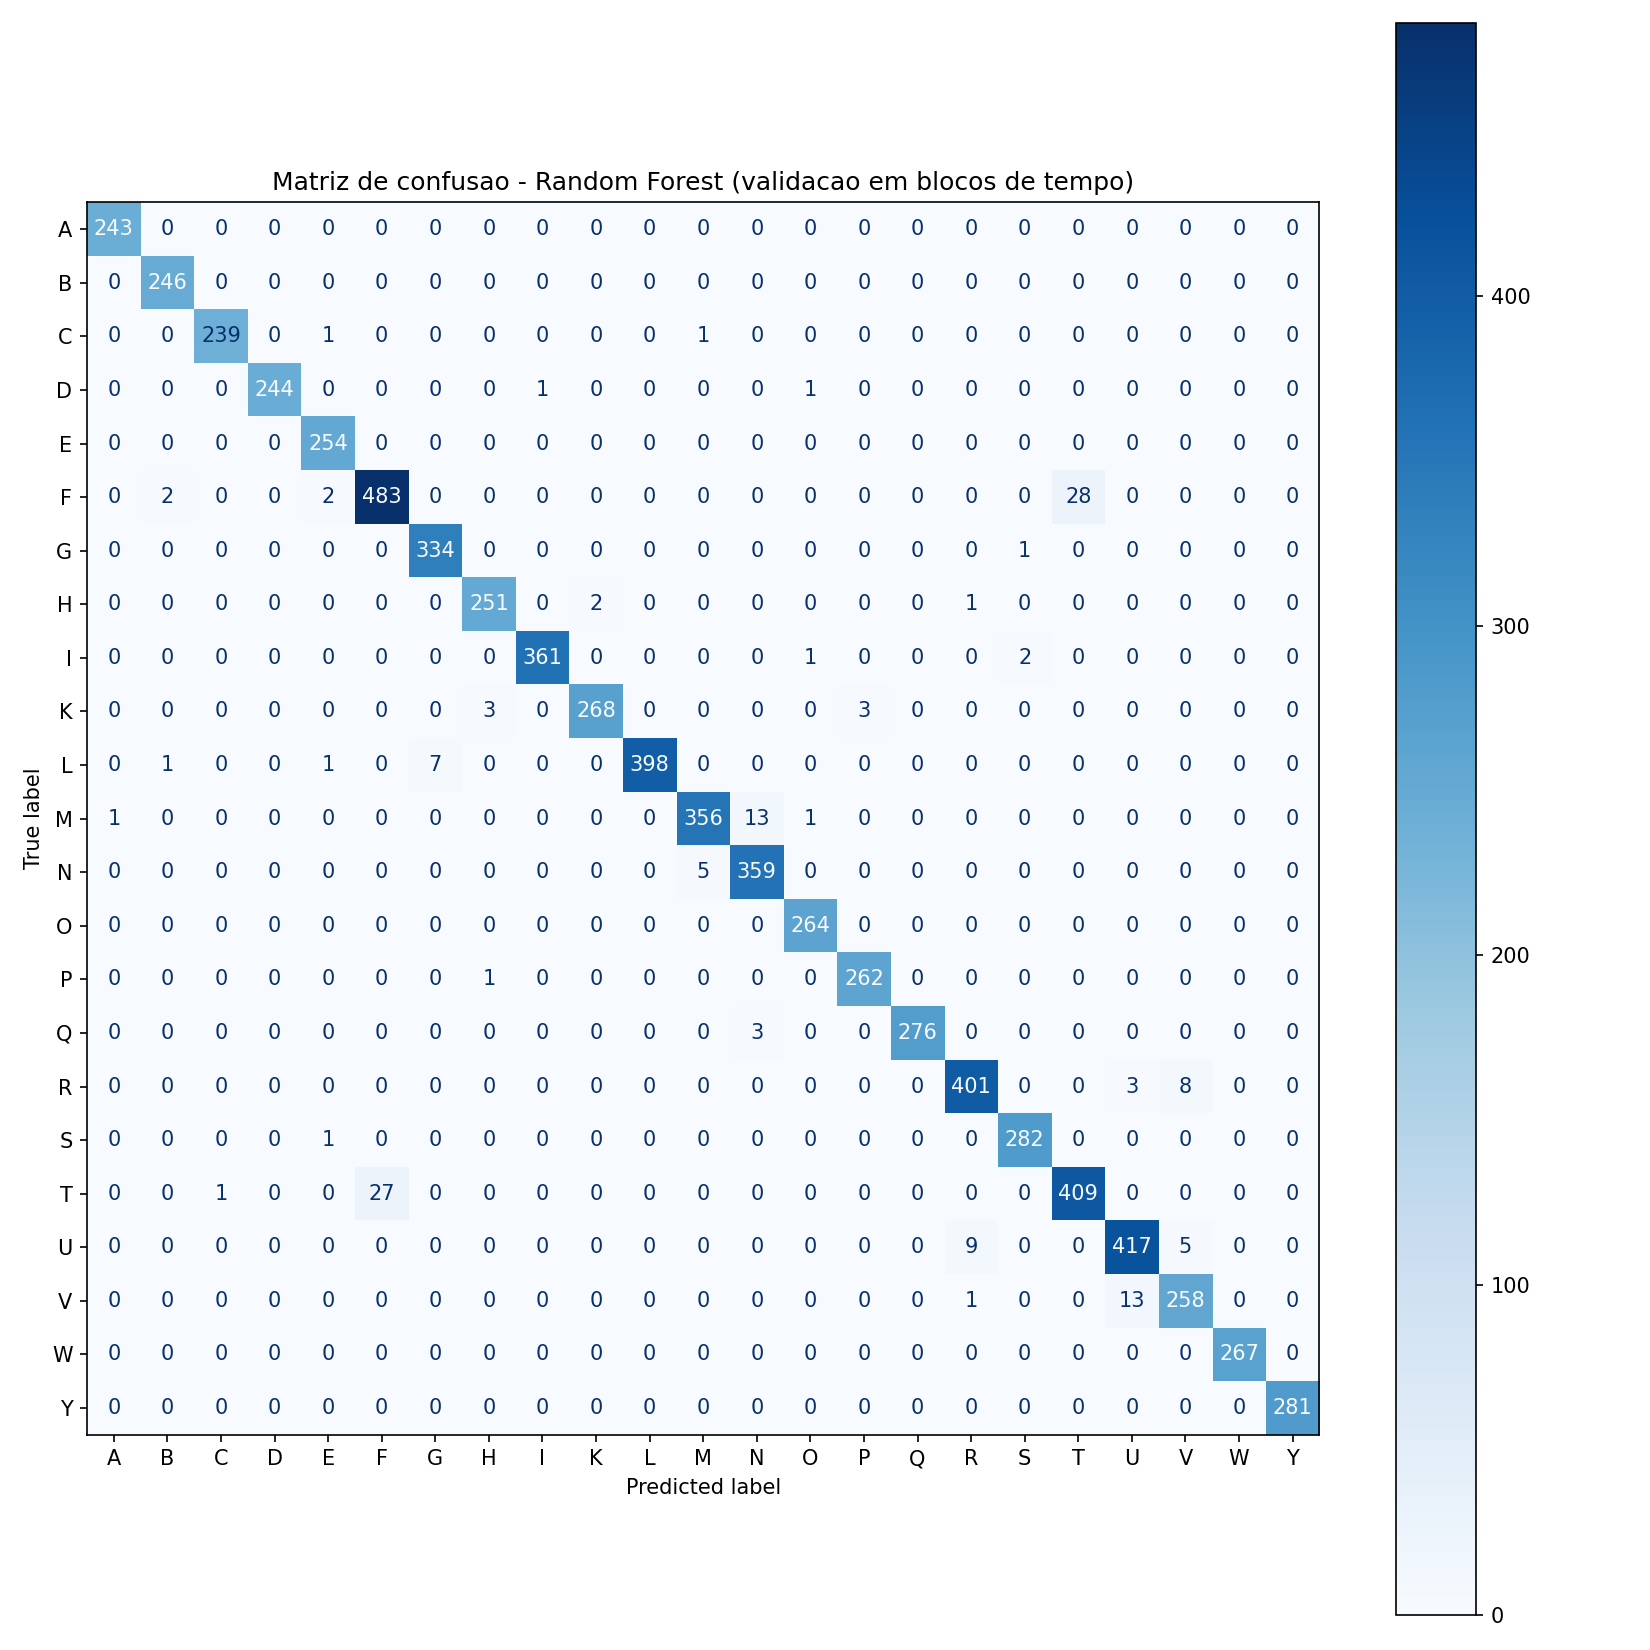 Matriz de confusao - Random Forest (validacao em blocos de tempo)
A 243 0 0 0 0 0 0 0 0 0 0 0 0 0 0 0 0 0 0 0 0 0 0
B 0 246 0 0 0 0 0 0 0 0 0 0 0 0 0 0 0 0 0 0 0 0 0
C 0 0 239 0 1 0 0 0 0 0 0 1 0 0 0 0 0 0 0 0 0 0 0
D 0 0 0 244 0 0 0 0 1 0 0 0 0 1 0 0 0 0 0 0 0 0 0
E 0 0 0 0 254 0 0 0 0 0 0 0 0 0 0 0 0 0 0 0 0 0 0
F 0 2 0 0 2 483 0 0 0 0 0 0 0 0 0 0 0 0 28 0 0 0 0
G 0 0 0 0 0 0 334 0 0 0 0 0 0 0 0 0 0 1 0 0 0 0 0
H 0 0 0 0 0 0 0 251 0 2 0 0 0 0 0 0 1 0 0 0 0 0 0
I 0 0 0 0 0 0 0 0 361 0 0 0 0 1 0 0 0 2 0 0 0 0 0
K 0 0 0 0 0 0 0 3 0 268 0 0 0 0 3 0 0 0 0 0 0 0 0
L 0 1 0 0 1 0 7 0 0 0 398 0 0 0 0 0 0 0 0 0 0 0 0
M 1 0 0 0 0 0 0 0 0 0 0 356 13 1 0 0 0 0 0 0 0 0 0
N 0 0 0 0 0 0 0 0 0 0 0 5 359 0 0 0 0 0 0 0 0 0 0
O 0 0 0 0 0 0 0 0 0 0 0 0 0 264 0 0 0 0 0 0 0 0 0
P 0 0 0 0 0 0 0 1 0 0 0 0 0 0 262 0 0 0 0 0 0 0 0
Q 0 0 0 0 0 0 0 0 0 0 0 0 3 0 0 276 0 0 0 0 0 0 0
R 0 0 0 0 0 0 0 0 0 0 0 0 0 0 0 0 401 0 0 3 8 0 0
S 0 0 0 0 1 0 0 0 0 0 0 0 0 0 0 0 0 282 0 0 0 0 0
T 0 0 1 0 0 27 0 0 0 0 0 0 0 0 0 0 0 0 409 0 0 0 0
U 0 0 0 0 0 0 0 0 0 0 0 0 0 0 0 0 9 0 0 417 5 0 0
V 0 0 0 0 0 0 0 0 0 0 0 0 0 0 0 0 1 0 0 13 258 0 0
W 0 0 0 0 0 0 0 0 0 0 0 0 0 0 0 0 0 0 0 0 0 267 0
Y 0 0 0 0 0 0 0 0 0 0 0 0 0 0 0 0 0 0 0 0 0 0 281
A B C D E F G H I K L M N O P Q R S T U V W Y
Predicted label
True label
400
300
200
100
0